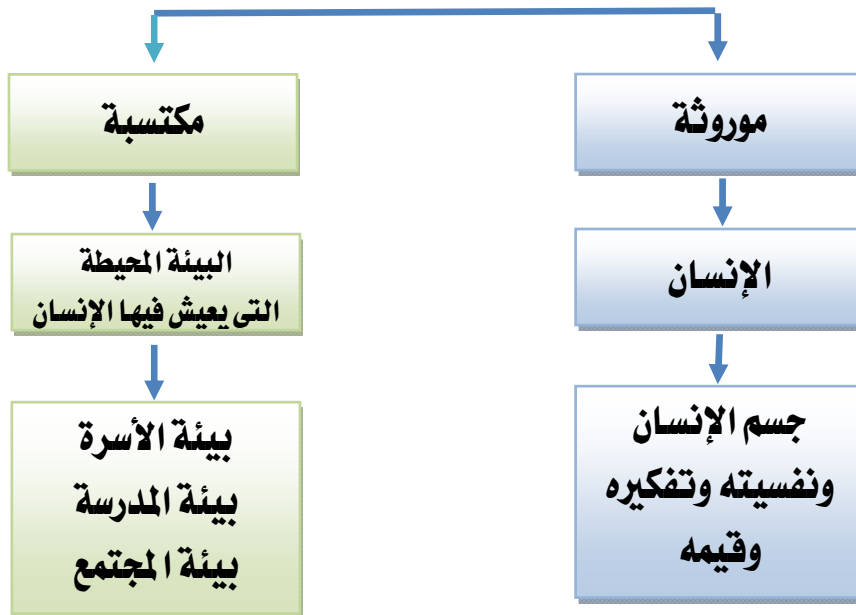 موروثة
الإنسان
جسم الإنسان
ونفسيته وتفكيره
وقيمه
مكتسبة
البيئة المحيطة
التى يعيش فيها الإنسان
بيئة الأسرة
بيئة المدرسة
بيئة المجتمع